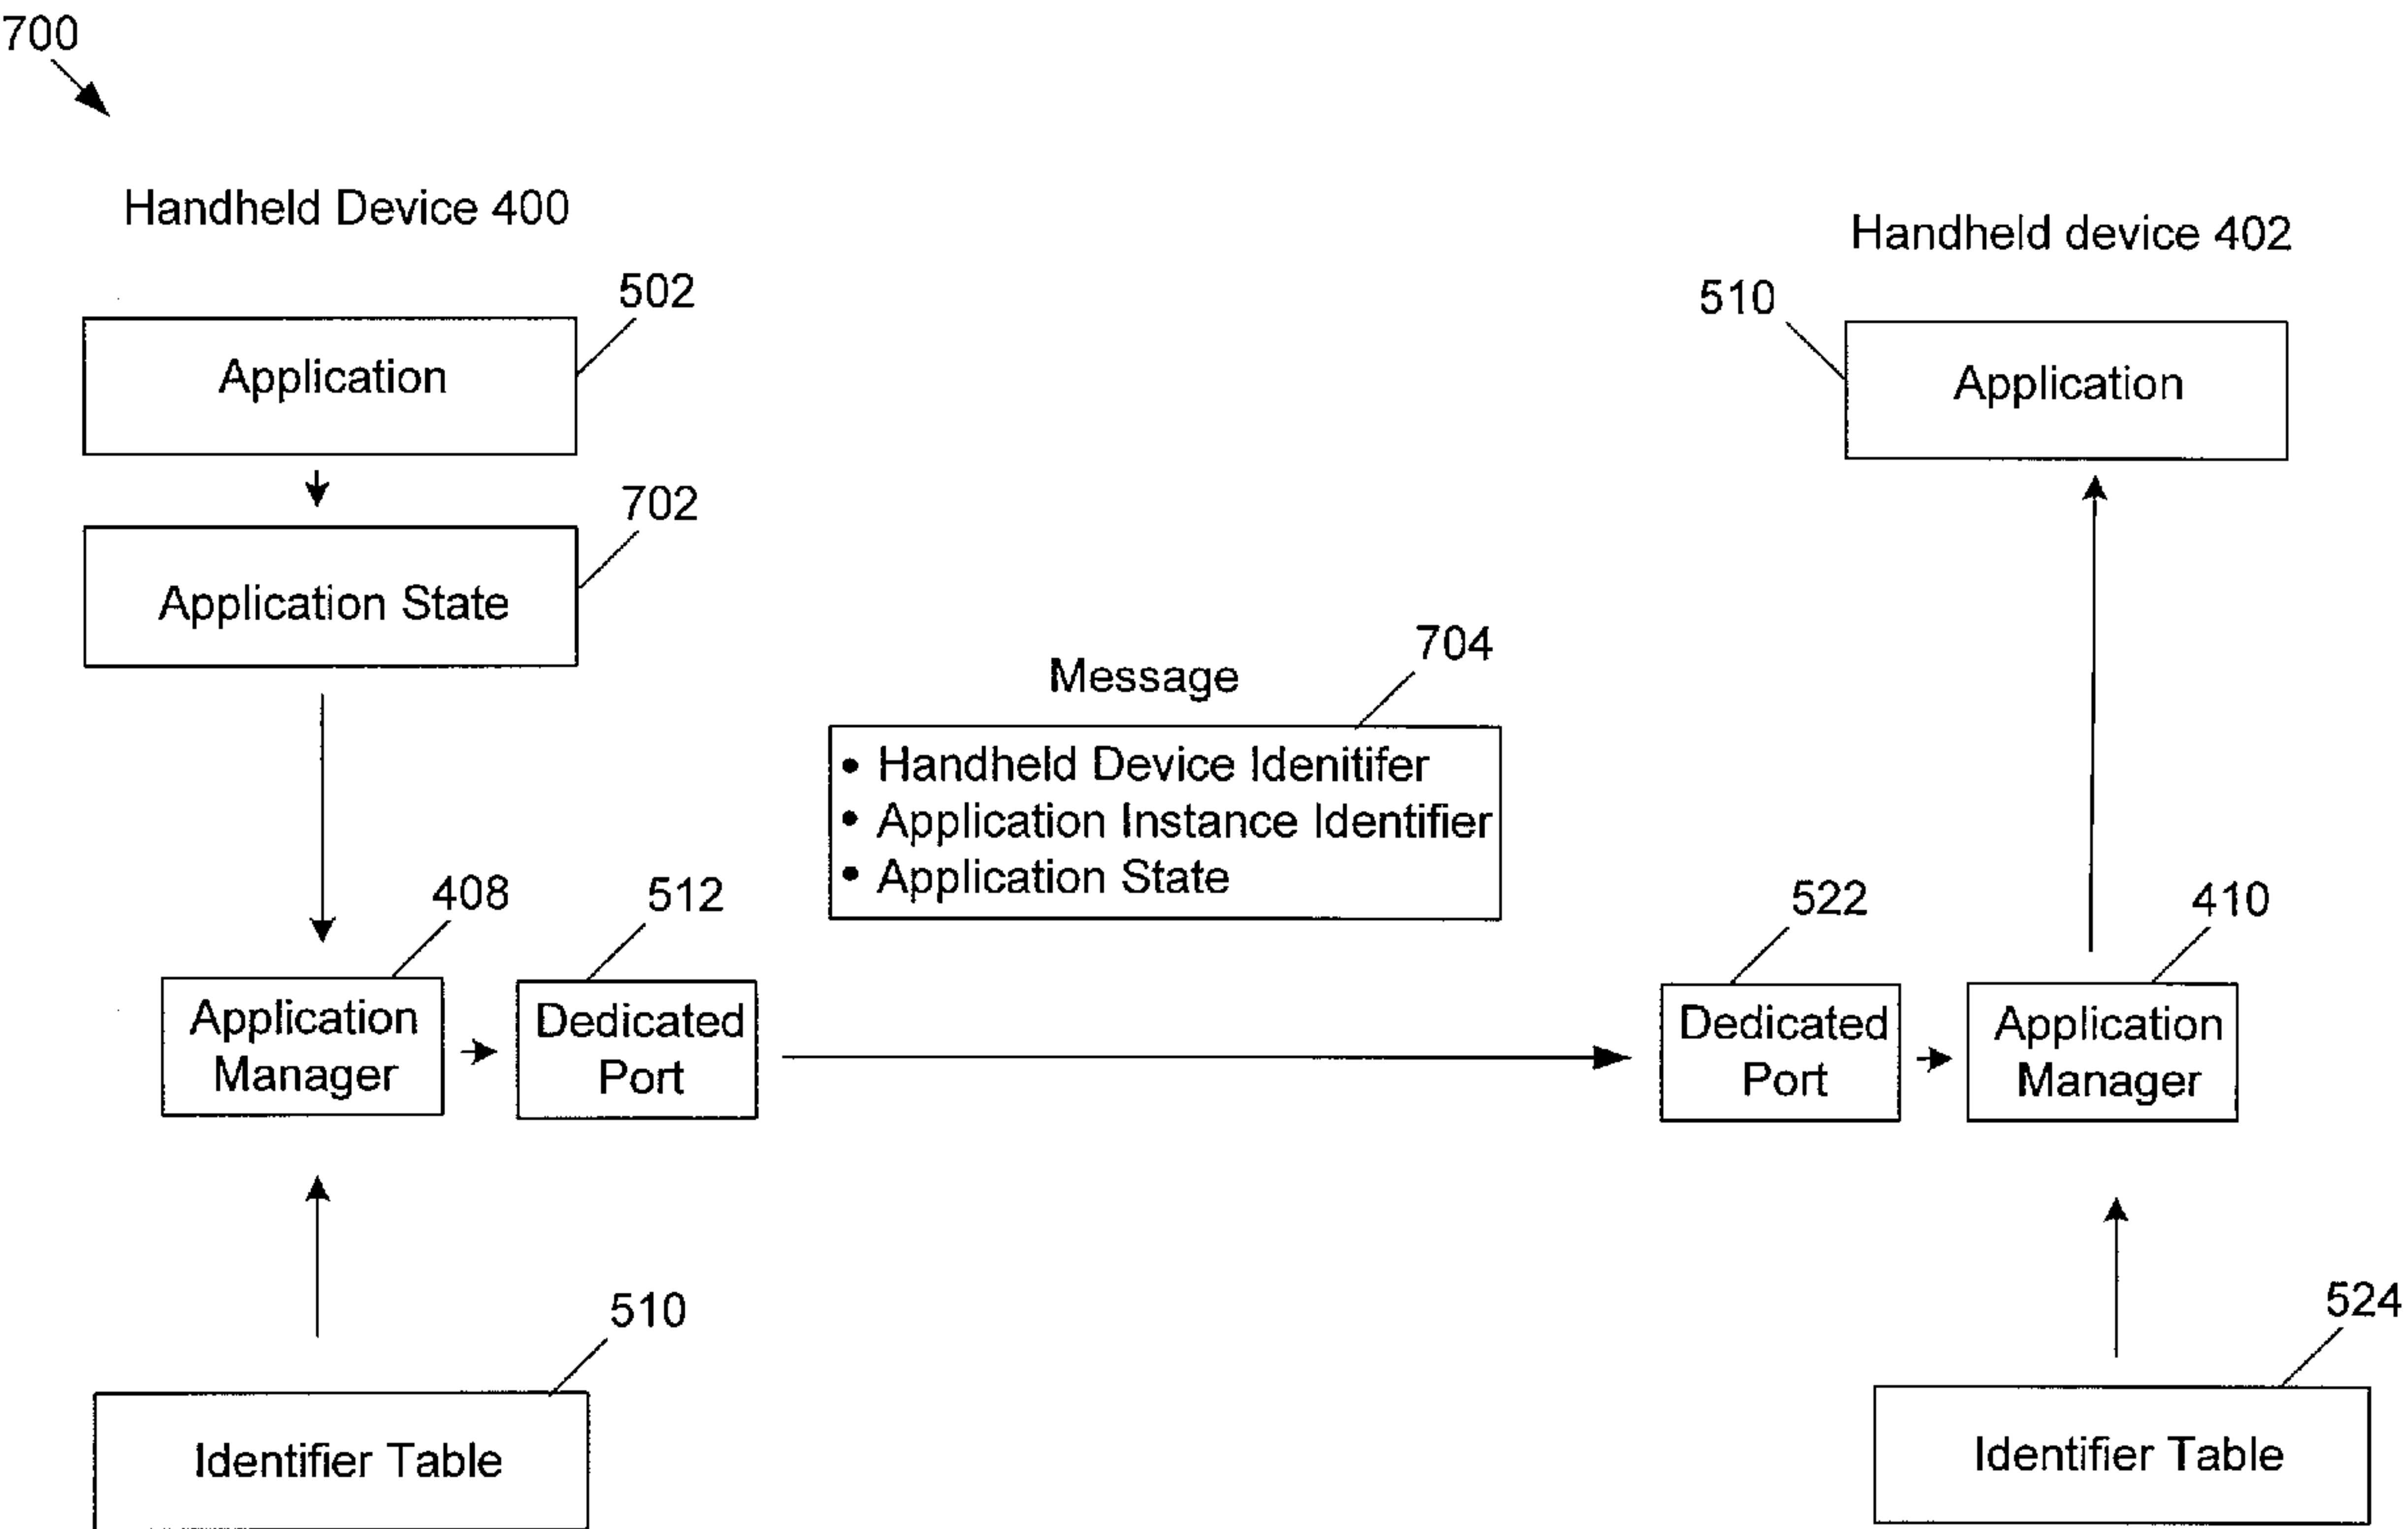 700
Handheld Device 400
Handheld device 402
502
510
Application
Application
702
Application State
704
Message
• Handheld Device Idenitifer
• Application Instance Identifier
• Application State
408
512
522
410
Application
Manager
Dedicated
Port
Dedicated
Port
Application
Manager
510
524
Identifier Table
Identifier Table